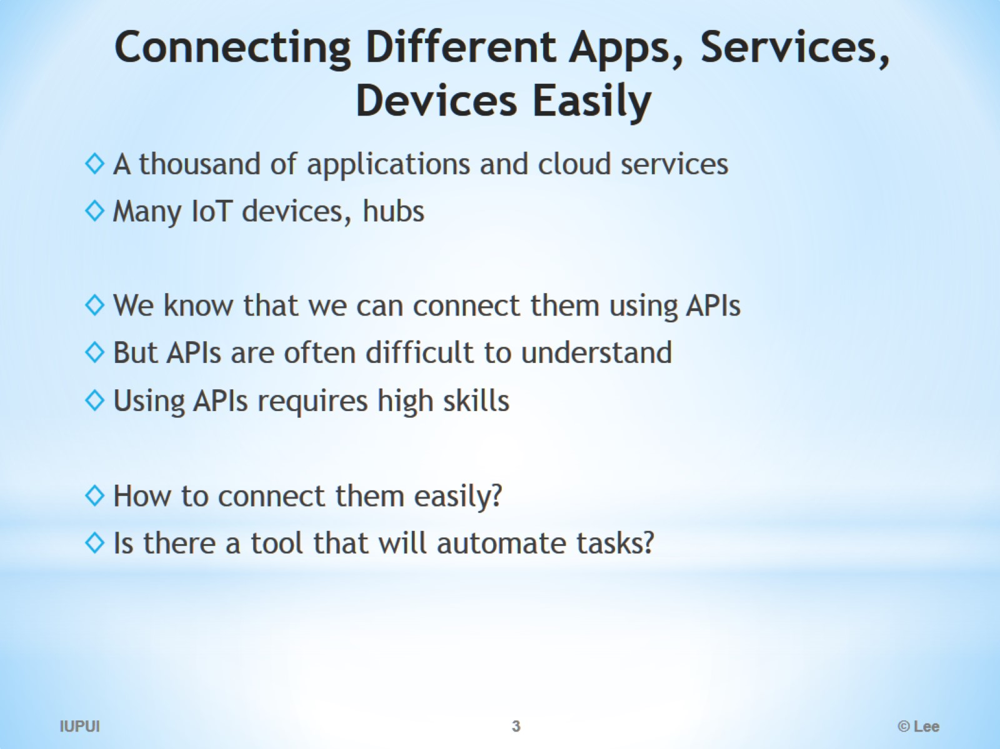 Connecting Different Apps, Services,
Devices Easily
◇ A thousand of applications and cloud services
◇ Many IoT devices, hubs
◇ We know that we can connect them using APIs
◇ But APIs are often difficult to understand
◇ Using APIs requires high skills
◇ How to connect them easily?
◇ Is there a tool that will automate tasks?
IUPUI 3 © Lee